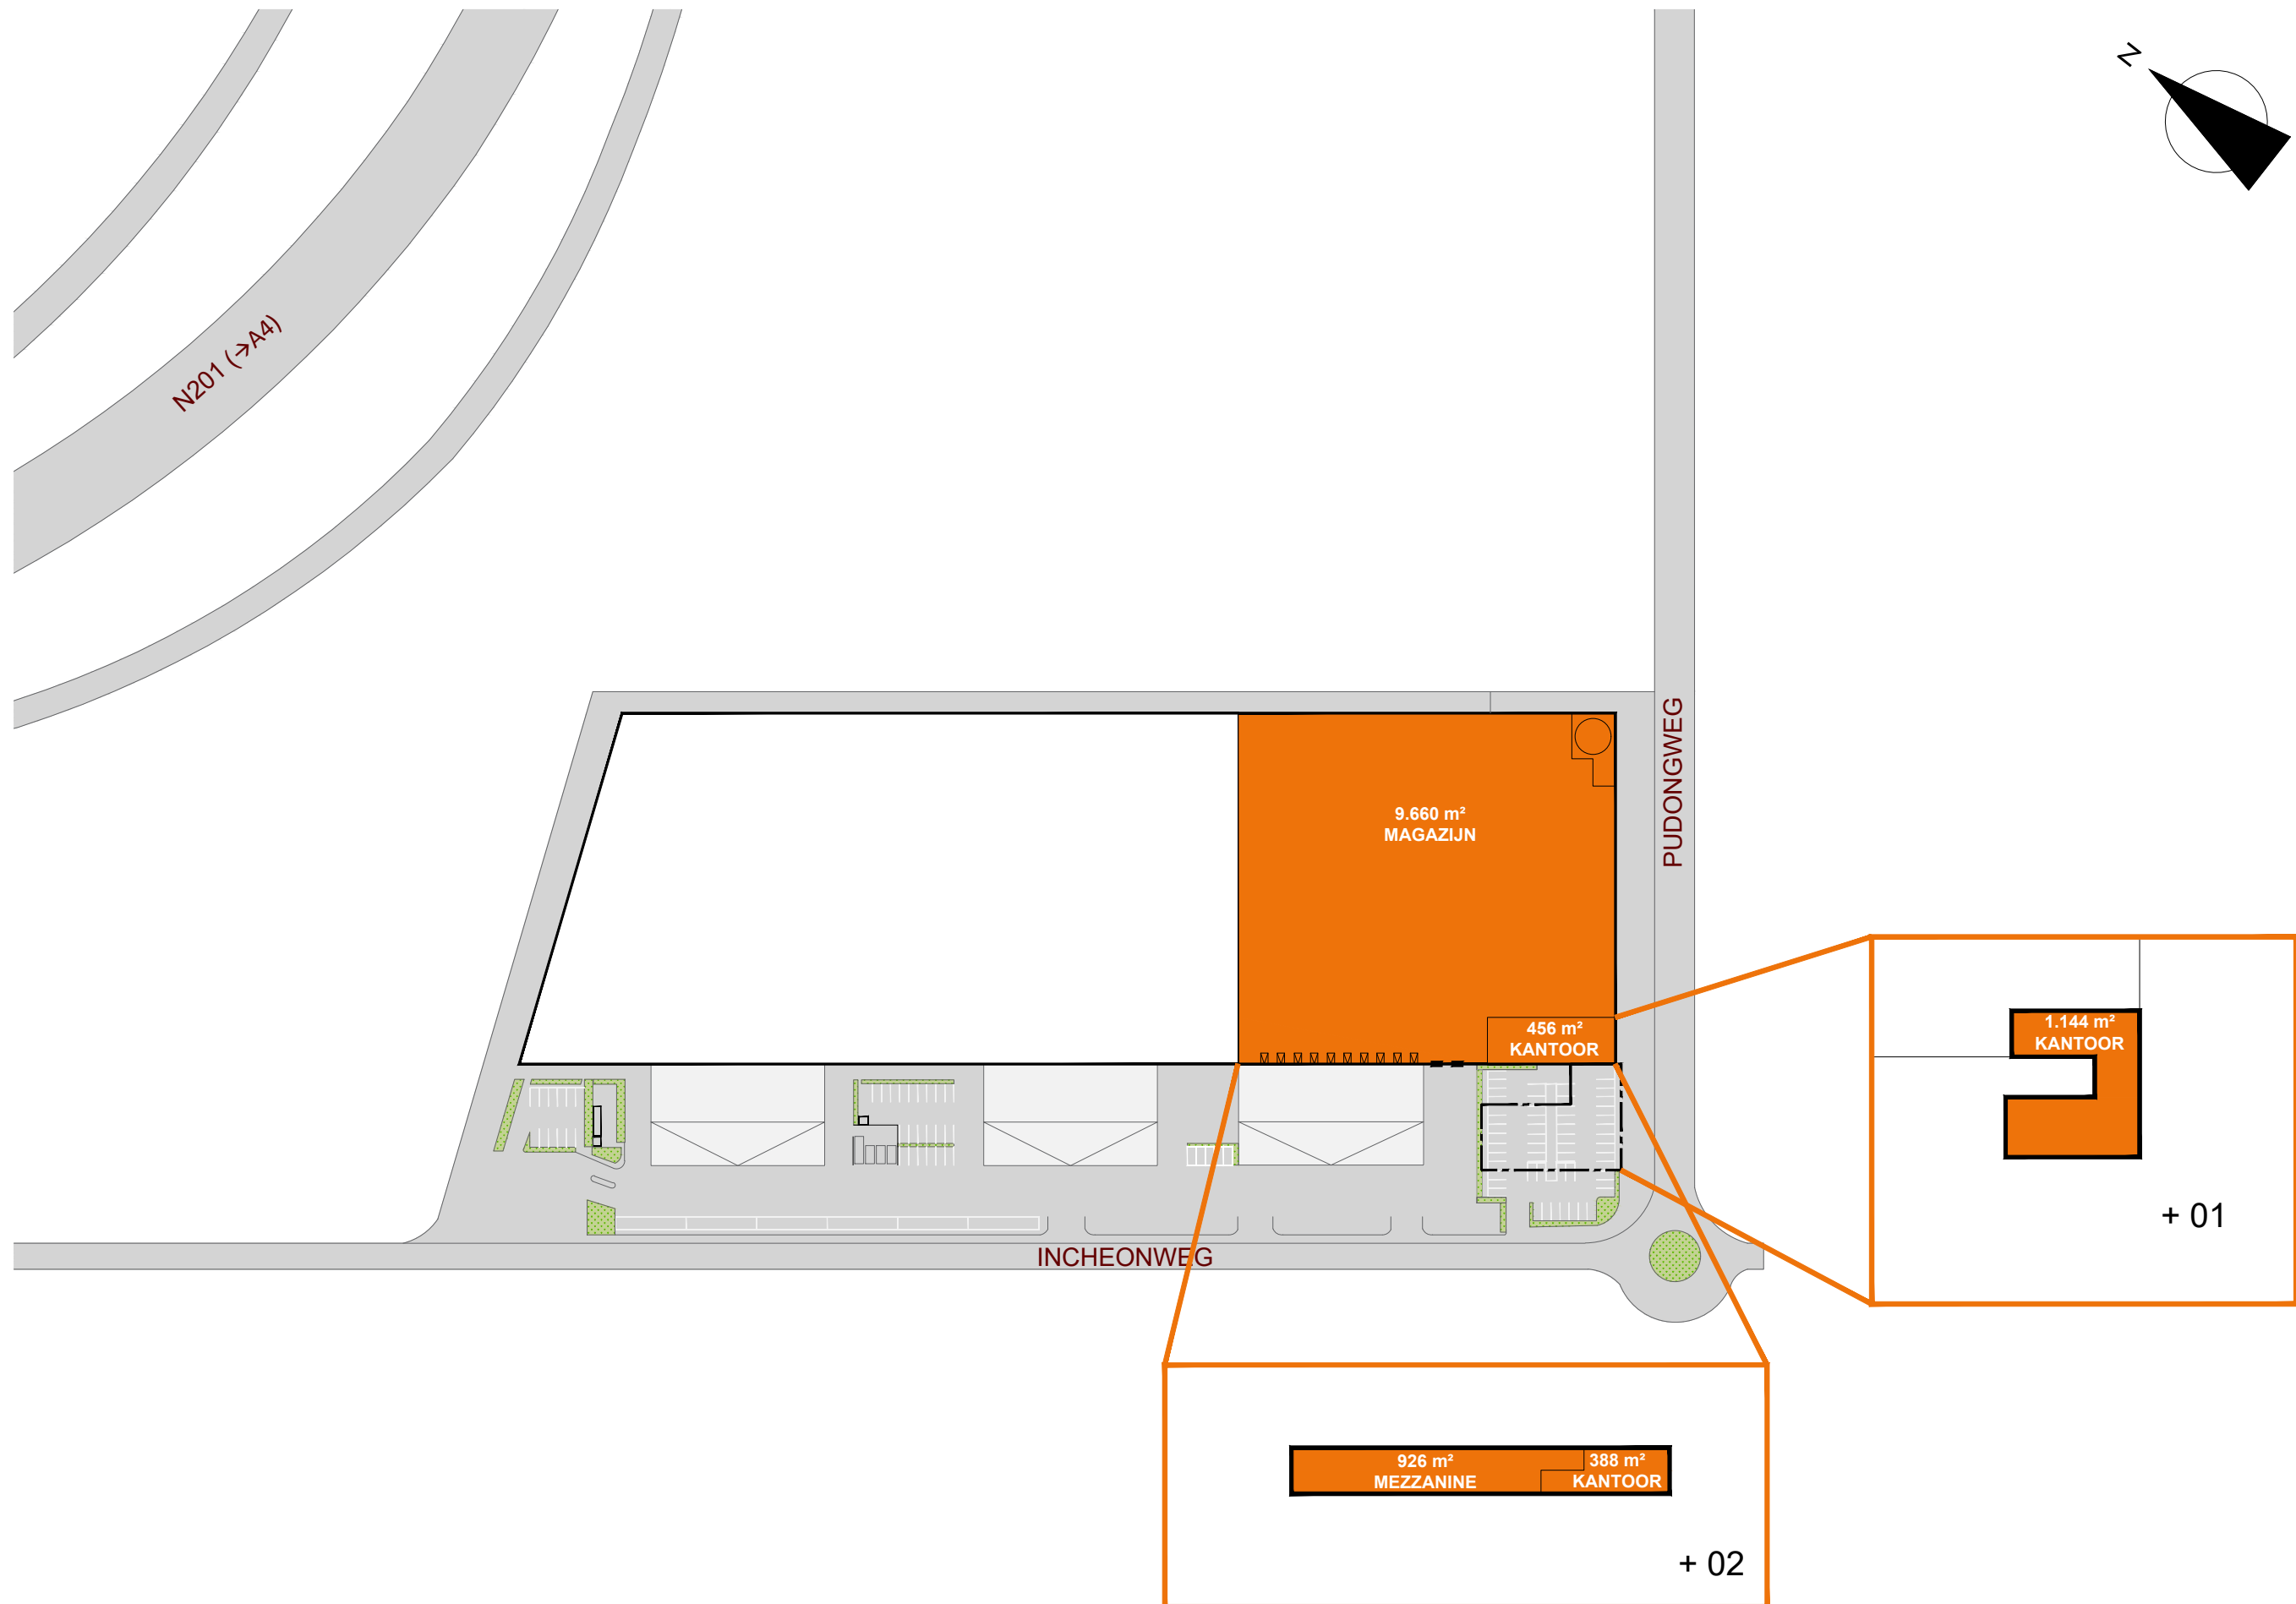 N
N201 (→A4)
PUDONGWEG
9.660 m²
MAGAZIJN
456 m²
KANTOOR
1.144 m²
KANTOOR
+ 01
INCHEONWEG
926 m²
MEZZANINE
388 m²
KANTOOR
+ 02